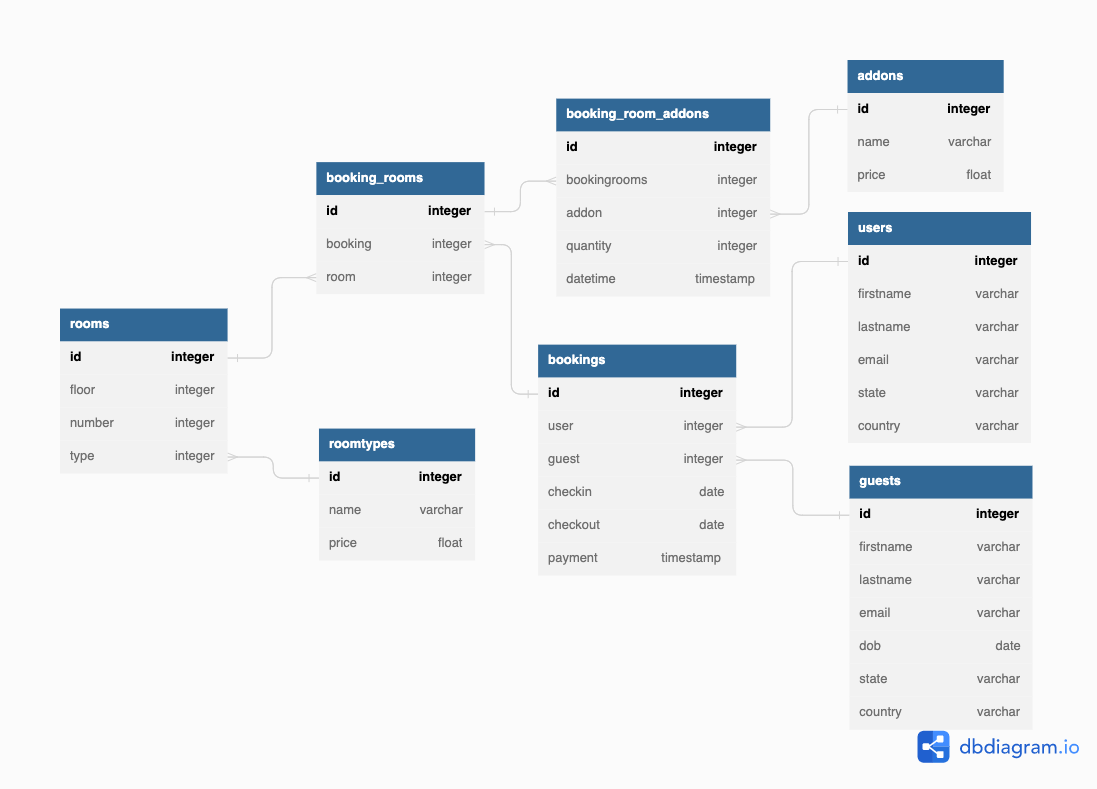 addons
id integer
name varchar
price float
booking_room_addons
id integer
bookingrooms integer
addon integer
quantity integer
datetime timestamp
booking_rooms
id integer
booking integer
room integer
users
id integer
firstname varchar
lastname varchar
email varchar
state varchar
country varchar
rooms
id integer
floor integer
number integer
type integer
bookings
id integer
user integer
guest integer
checkin date
checkout date
payment timestamp
roomtypes
id integer
name varchar
price float
guests
id integer
firstname varchar
lastname varchar
email varchar
dob date
state varchar
country varchar
dbdiagram.io